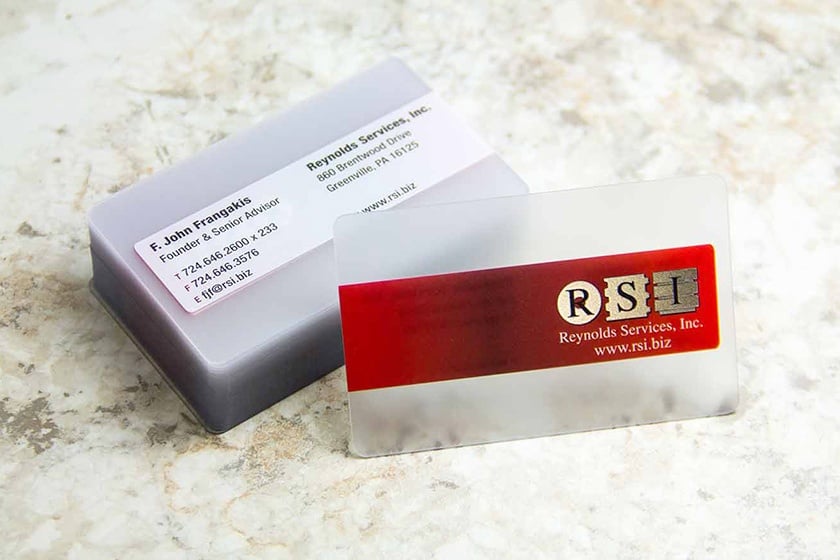 Reynolds Services, Inc.
860 Brentwood Drive
Greenville, PA 16125
www.rsi.biz
F. John Frangakis
Founder & Senior Advisor
T 724.646.2600 x 233
F 724.646.3576
E fjf@rsi.biz
RSI
Reynolds Services, Inc.
www.rsi.biz